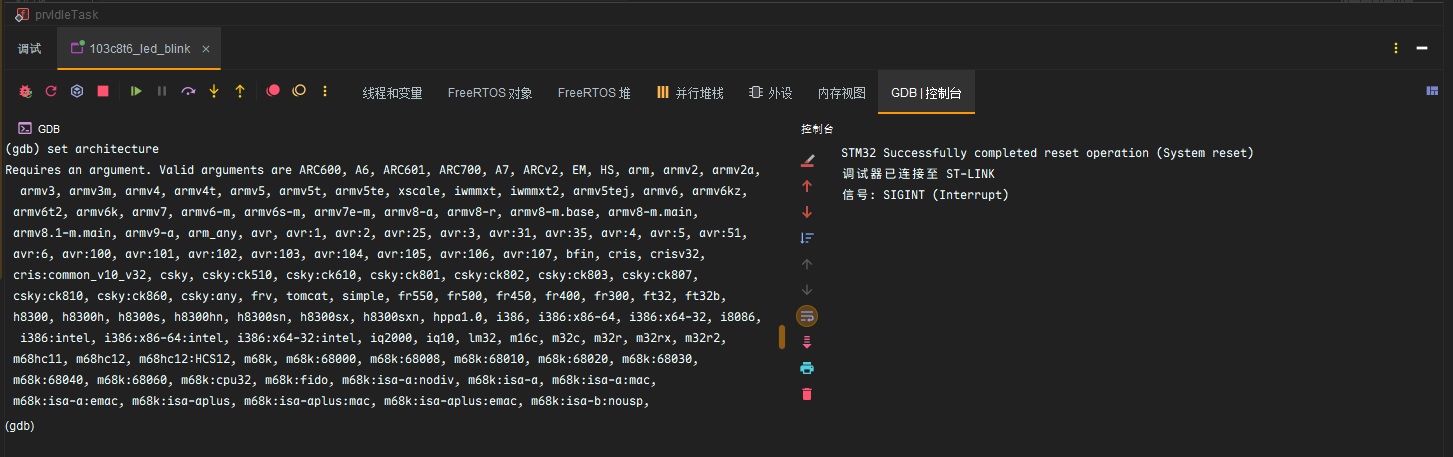 prvIdleTask
调试
103c8t6_led_blink
线程和变量
FreeRTOS 对象
FreeRTOS 堆
并行堆栈
外设
内存视图
GDB | 控制台
GDB
(gdb) set architecture
Requires an argument. Valid arguments are ARC600, A6, ARC601, ARC700, A7, ARCv2, EM, HS, arm, armv2, armv2a,
armv3, armv3m, armv4, armv4t, armv5, armv5t, armv5te, xscale, iwmmxt, iwmmxt2, armv5tej, armv6, armv6kz,
armv6t2, armv6k, armv7, armv6-m, armv6s-m, armv7e-m, armv8-a, armv8-r, armv8-m.base, armv8-m.main,
armv8.1-m.main, armv9-a, arm_any, avr, avr:1, avr:2, avr:25, avr:3, avr:31, avr:35, avr:4, avr:5, avr:51,
avr:6, avr:100, avr:101, avr:102, avr:103, avr:104, avr:105, avr:106, avr:107, bfin, cris, crisv32,
cris:common_v10_v32, csky, csky:ck510, csky:ck610, csky:ck801, csky:ck802, csky:ck803, csky:ck807,
csky:ck810, csky:ck860, csky:any, frv, tomcat, simple, fr550, fr500, fr450, fr400, fr300, ft32, ft32b,
h8300, h8300h, h8300s, h8300hn, h8300sn, h8300sx, h8300sxn, hppa1.0, i386, i386:x86-64, i386:x64-32, i8086,
i386:intel, i386:x86-64:intel, i386:x64-32:intel, iq2000, iq10, lm32, m16c, m32c, m32r, m32rx, m32r2,
m68hc11, m68hc12, m68hc12:HCS12, m68k, m68k:68000, m68k:68008, m68k:68010, m68k:68020, m68k:68030,
m68k:68040, m68k:68060, m68k:cpu32, m68k:fido, m68k:isa-a:nodiv, m68k:isa-a, m68k:isa-a:mac,
m68k:isa-a:emac, m68k:isa-aplus, m68k:isa-aplus:mac, m68k:isa-aplus:emac, m68k:isa-b:nousp,
(gdb)
控制台
STM32 Successfully completed reset operation (System reset)
调试器已连接至 ST-LINK
信号: SIGINT (Interrupt)